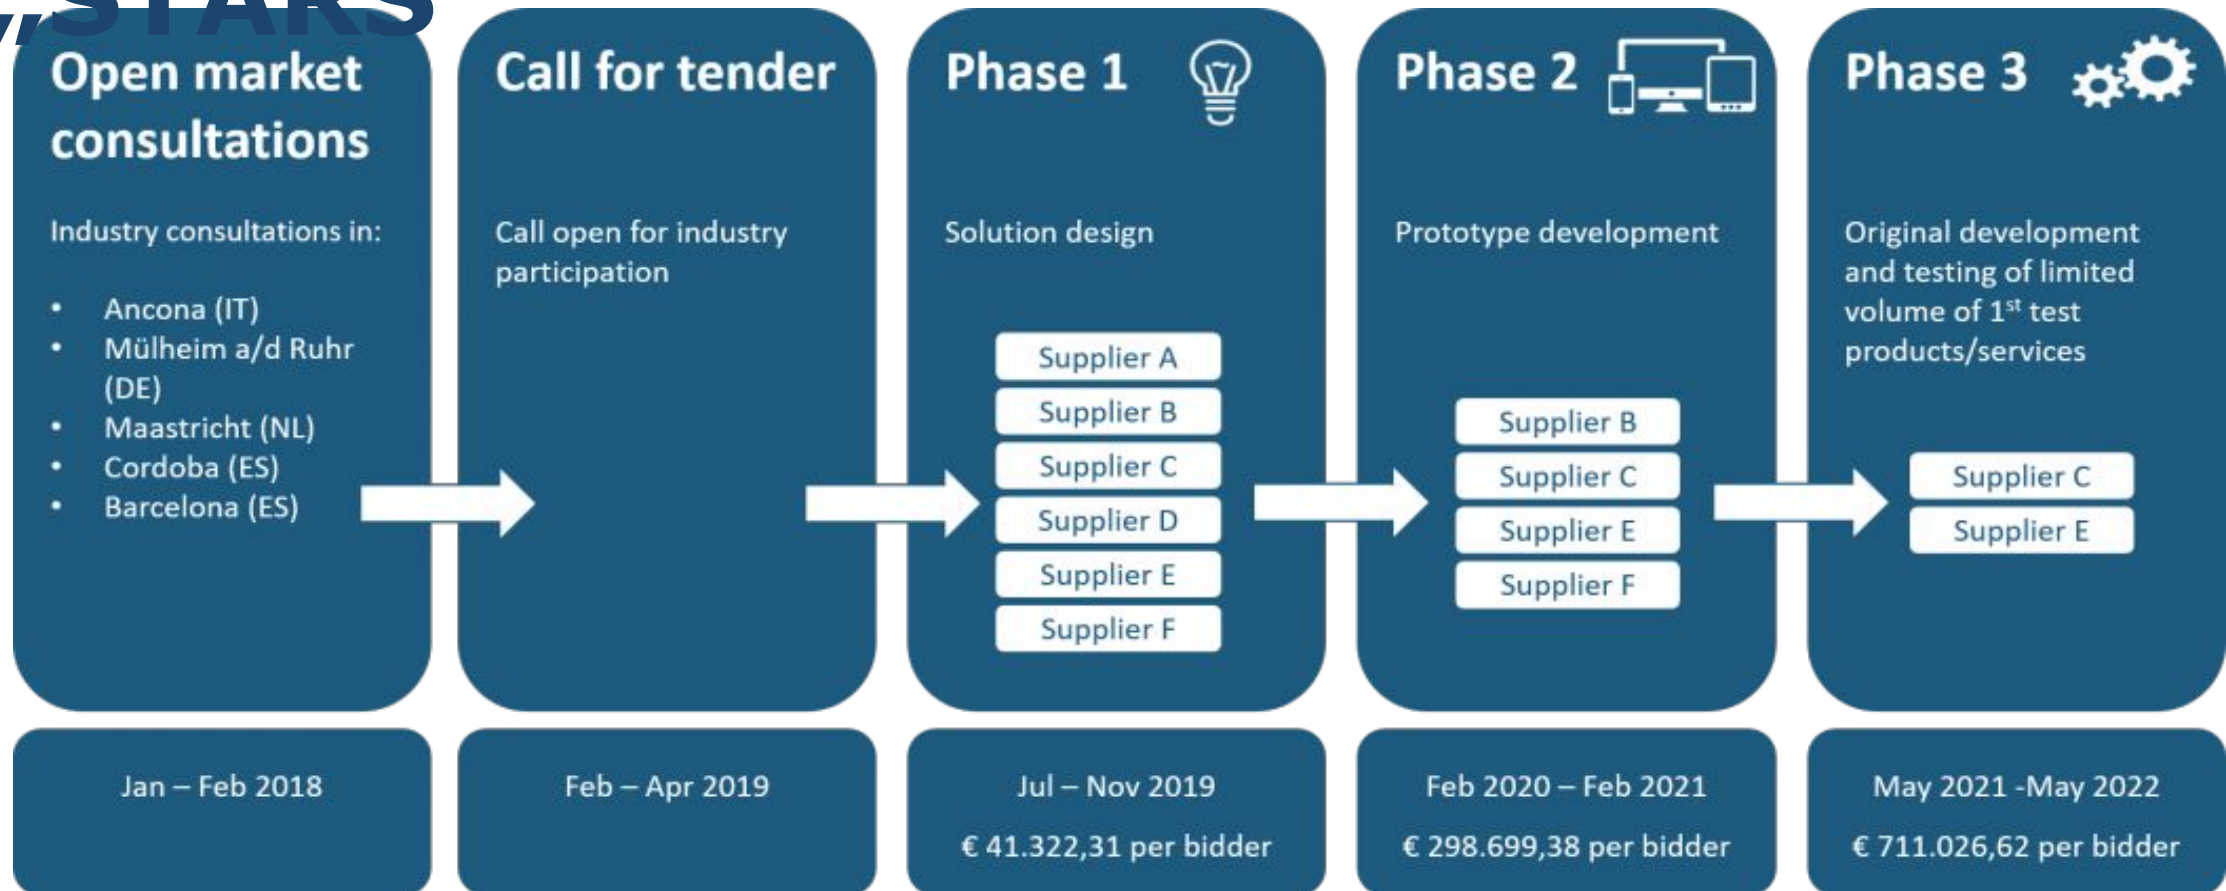 „STARS
Open market
consultations
Industry consultations in:
• Ancona (IT)
• Mülheim a/d Ruhr
(DE)
• Maastricht (NL)
• Cordoba (ES)
• Barcelona (ES)
Jan – Feb 2018
Call for tender
Call open for industry
participation
Feb – Apr 2019
Phase 1
Solution design
Supplier A
Supplier B
Supplier C
Supplier D
Supplier E
Supplier F
Jul – Nov 2019
€ 41.322,31 per bidder
Phase 2
Prototype development
Supplier B
Supplier C
Supplier E
Supplier F
Feb 2020 – Feb 2021
€ 298.699,38 per bidder
Phase 3
Original development
and testing of limited
volume of 1st test
products/services
Supplier C
Supplier E
May 2021 -May 2022
€ 711.026,62 per bidder